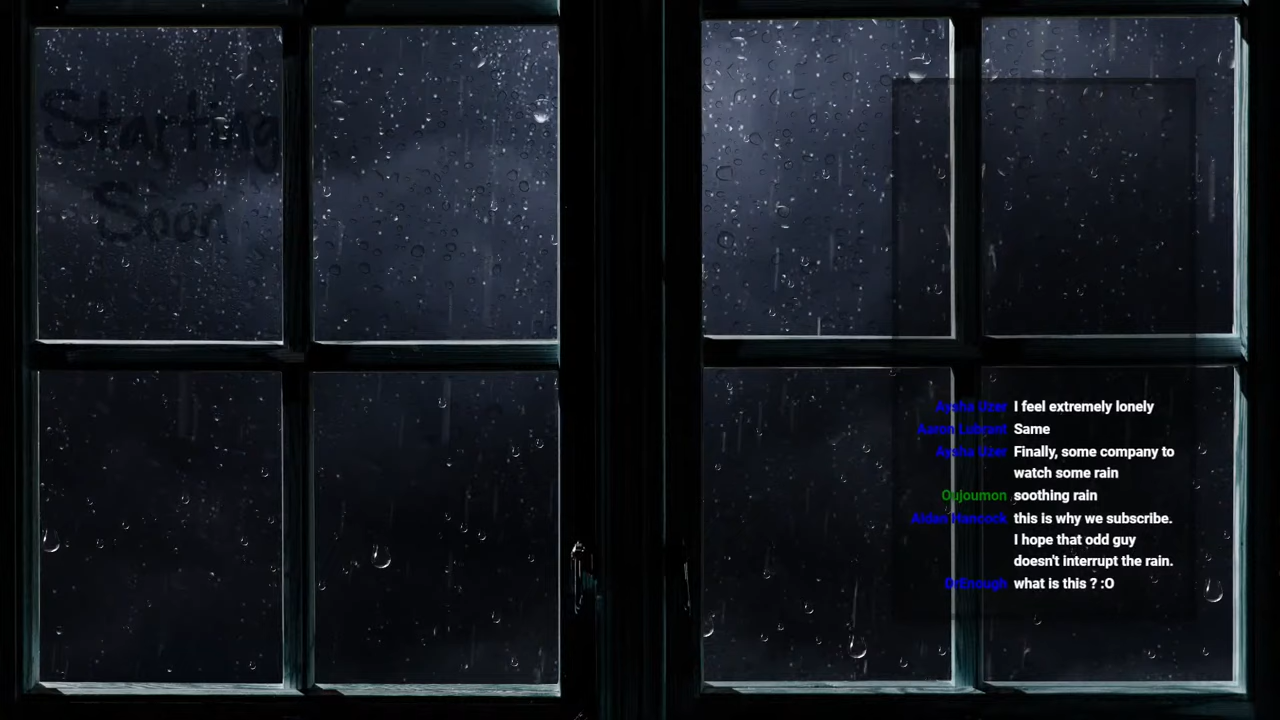 Starting
Soon
Aysha Uzer I feel extremely lonely
Aaron Lubrant Same
Aysha Uzer Finally, some company to
watch some rain
Oujoumon soothing rain
Aidan Hancock this is why we subscribe.
I hope that odd guy
doesn't interrupt the rain.
DrEnough what is this ? :O